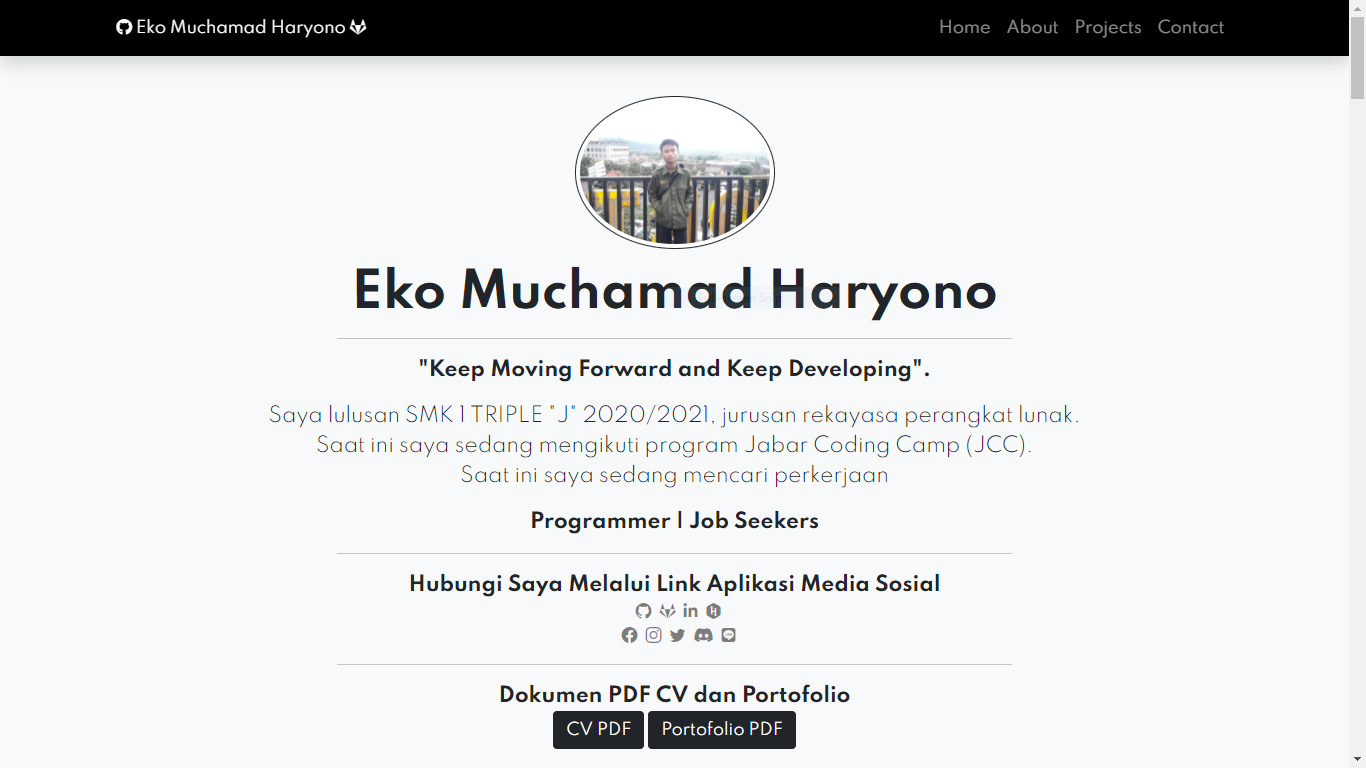 Eko Muchamad Haryono
Home About Projects Contact
Eko Muchamad Haryono
"Keep Moving Forward and Keep Developing".
Saya lulusan SMK 1 TRIPLE "J" 2020/2021, jurusan rekayasa perangkat lunak.
Saat ini saya sedang mengikuti program Jabar Coding Camp (JCC).
Saat ini saya sedang mencari perkerjaan
Programmer | Job Seekers
Hubungi Saya Melalui Link Aplikasi Media Sosial
Dokumen PDF CV dan Portofolio
CV PDF Portofolio PDF